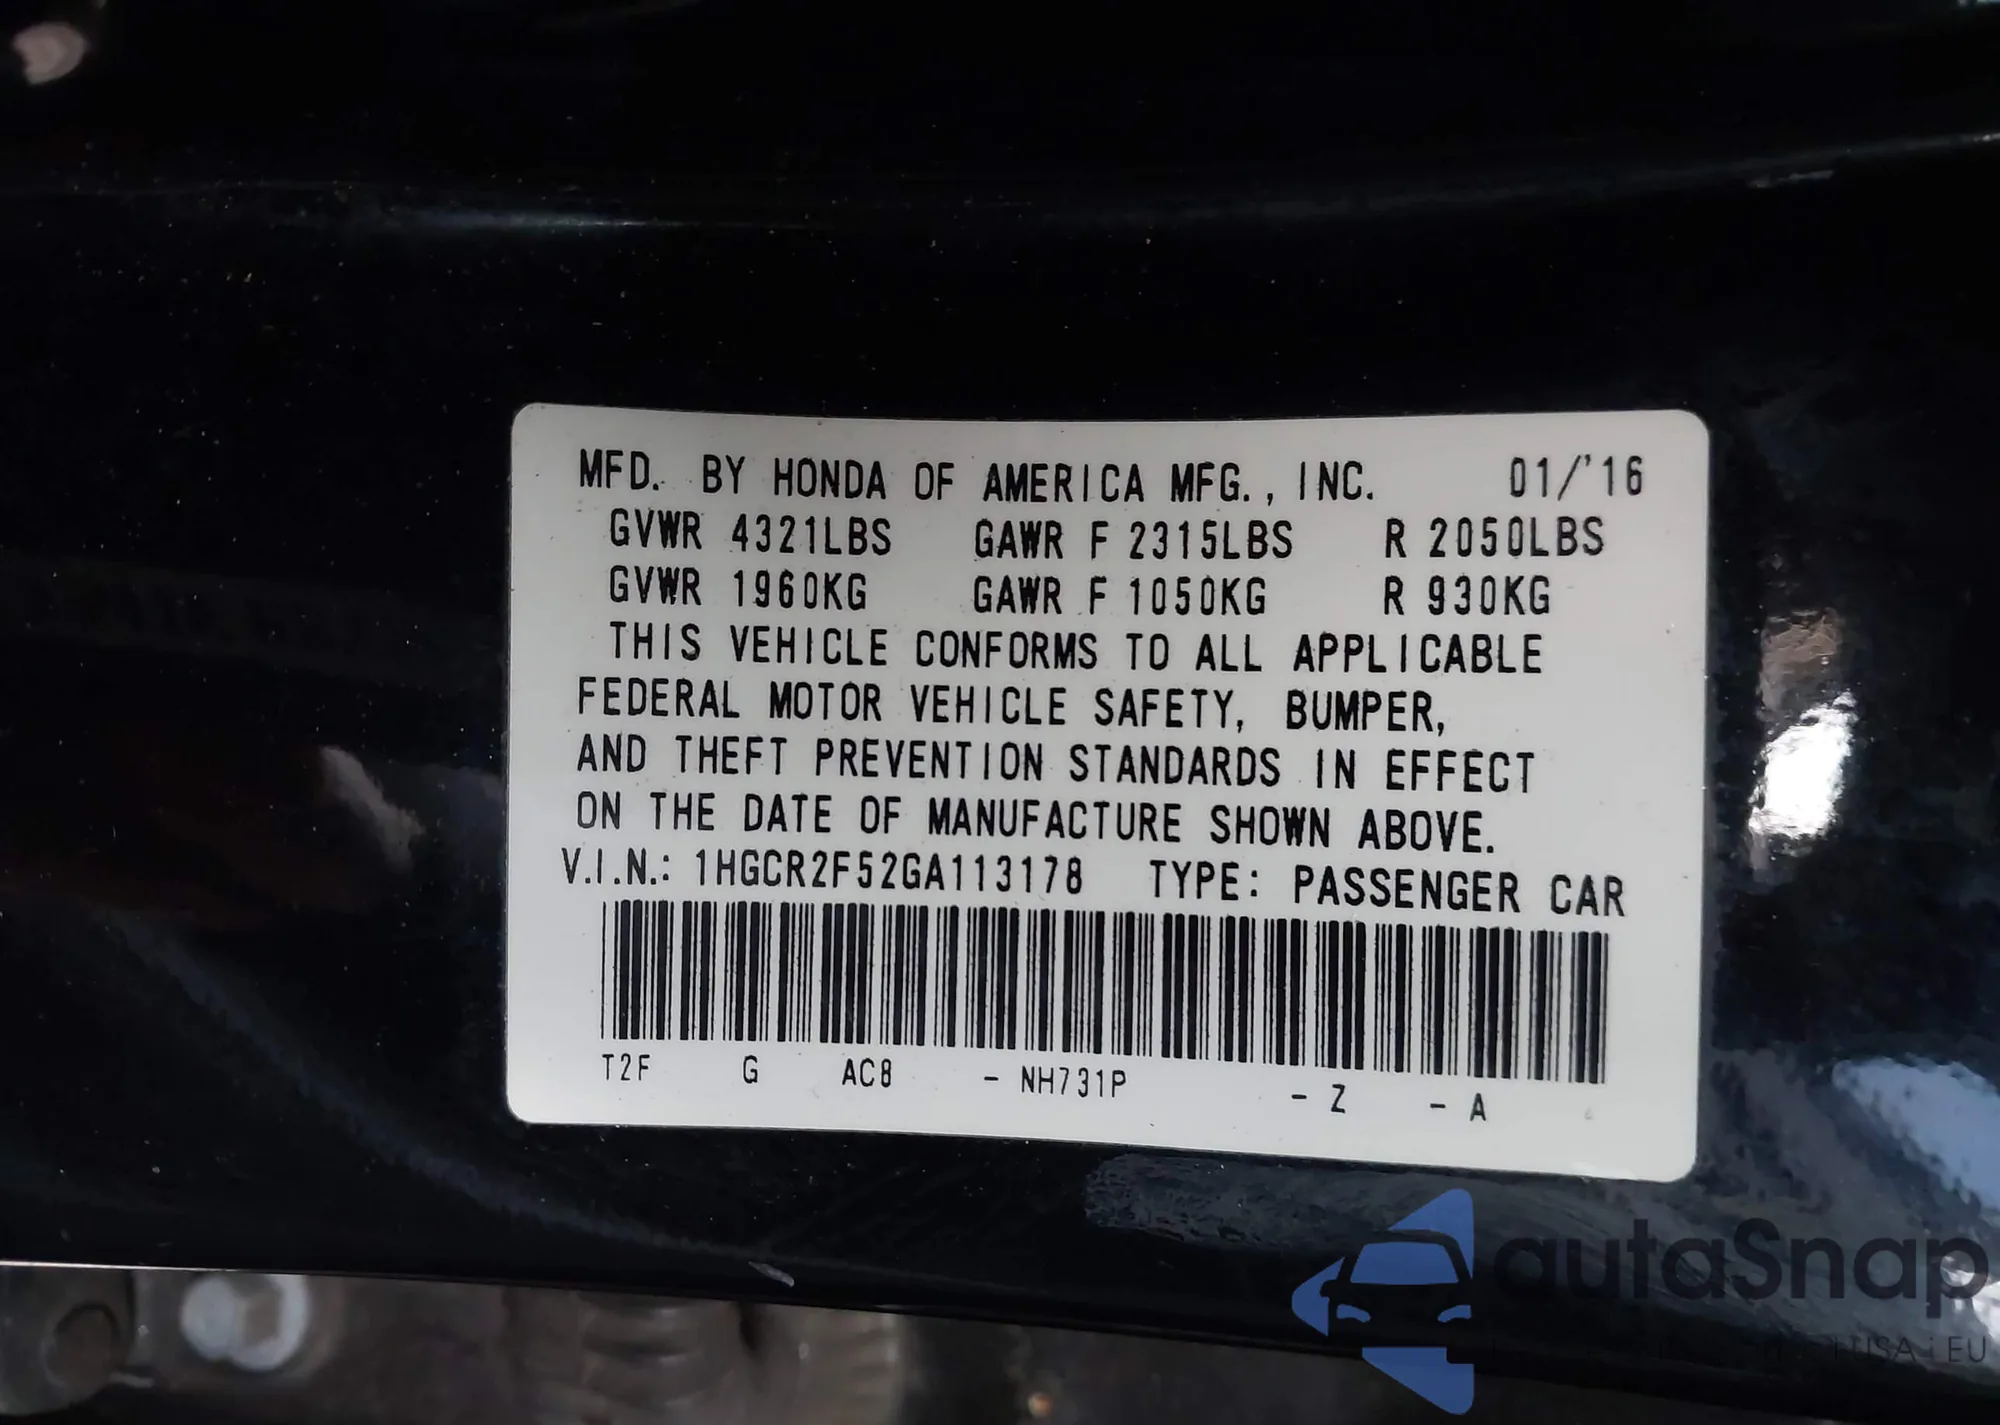 MFD. BY HONDA OF AMERICA MFG., INC. 01/'16
GVWR 4321LBS GAWR F 2315LBS R 2050LBS
GVWR 1960KG GAWR F 1050KG R 930KG
THIS VEHICLE CONFORMS TO ALL APPLICABLE
FEDERAL MOTOR VEHICLE SAFETY, BUMPER,
AND THEFT PREVENTION STANDARDS IN EFFECT
ON THE DATE OF MANUFACTURE SHOWN ABOVE.
V.I.N.: 1HGCR2F52GA113178 TYPE: PASSENGER CAR
T2F G AC8 - NH731P - Z - A
autaSnap
EU